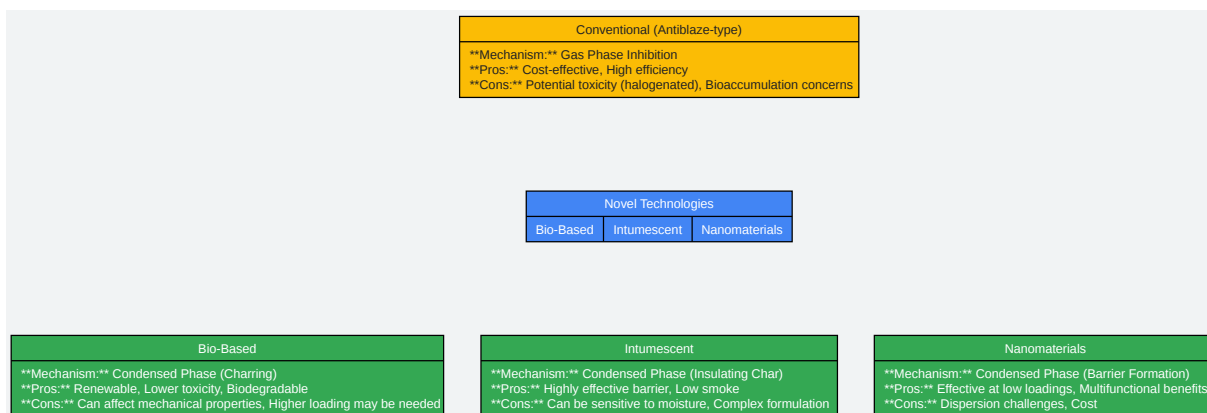 Conventional (Antiblaze-type)
**Mechanism:** Gas Phase Inhibition
**Pros:** Cost-effective, High efficiency
**Cons:** Potential toxicity (halogenated), Bioaccumulation concerns
Novel Technologies
Bio-Based
Intumescent
Nanomaterials
Bio-Based
**Mechanism:** Condensed Phase (Charring)
**Pros:** Renewable, Lower toxicity, Biodegradable
**Cons:** Can affect mechanical properties, Higher loading may be needed
Intumescent
**Mechanism:** Condensed Phase (Insulating Char)
**Pros:** Highly effective barrier, Low smoke
**Cons:** Can be sensitive to moisture, Complex formulation
Nanomaterials
**Mechanism:** Condensed Phase (Barrier Formation)
**Pros:** Effective at low loadings, Multifunctional benefits
**Cons:** Dispersion challenges, Cost